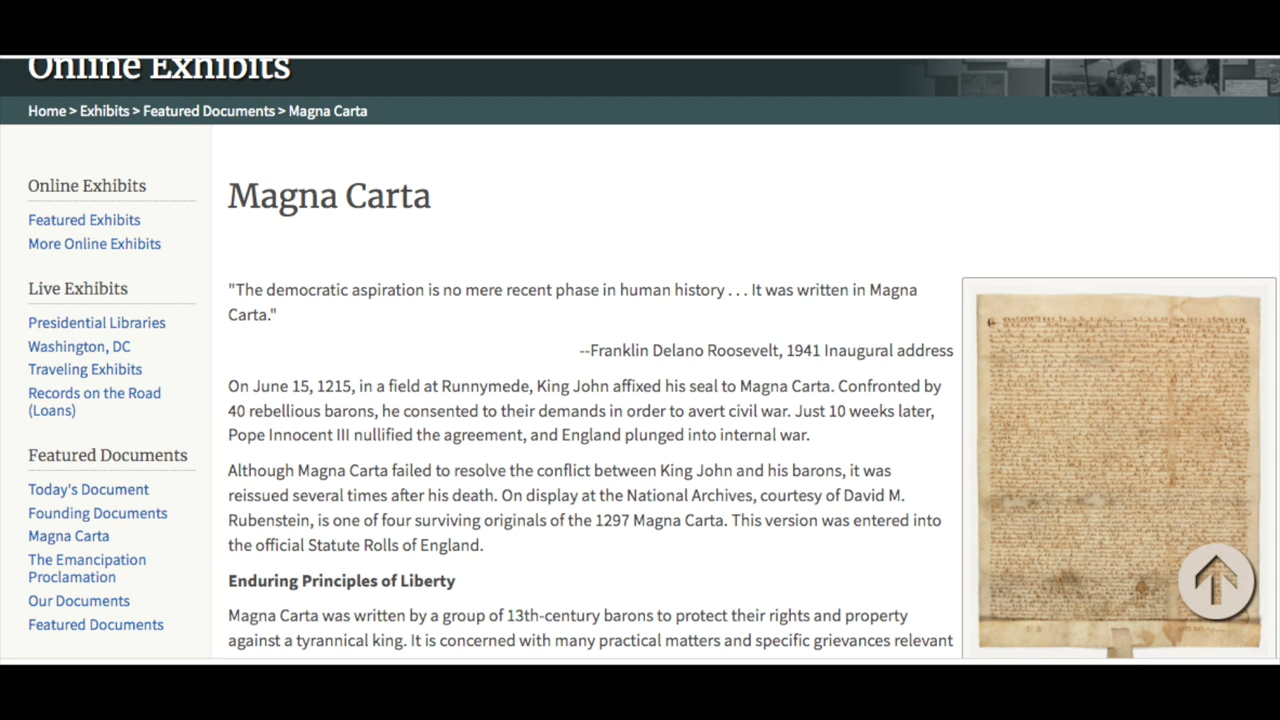 Online Exhibits
Home > Exhibits > Featured Documents > Magna Carta
Online Exhibits
Featured Exhibits
More Online Exhibits
Live Exhibits
Presidential Libraries
Washington, DC
Traveling Exhibits
Records on the Road
(Loans)
Featured Documents
Today's Document
Founding Documents
Magna Carta
The Emancipation
Proclamation
Our Documents
Featured Documents
Magna Carta
"The democratic aspiration is no mere recent phase in human history . . . It was written in Magna
Carta."
--Franklin Delano Roosevelt, 1941 Inaugural address
On June 15, 1215, in a field at Runnymede, King John affixed his seal to Magna Carta. Confronted by
40 rebellious barons, he consented to their demands in order to avert civil war. Just 10 weeks later,
Pope Innocent III nullified the agreement, and England plunged into internal war.
Although Magna Carta failed to resolve the conflict between King John and his barons, it was
reissued several times after his death. On display at the National Archives, courtesy of David M.
Rubenstein, is one of four surviving originals of the 1297 Magna Carta. This version was entered into
the official Statute Rolls of England.
Enduring Principles of Liberty
Magna Carta was written by a group of 13th-century barons to protect their rights and property
against a tyrannical king. It is concerned with many practical matters and specific grievances relevant